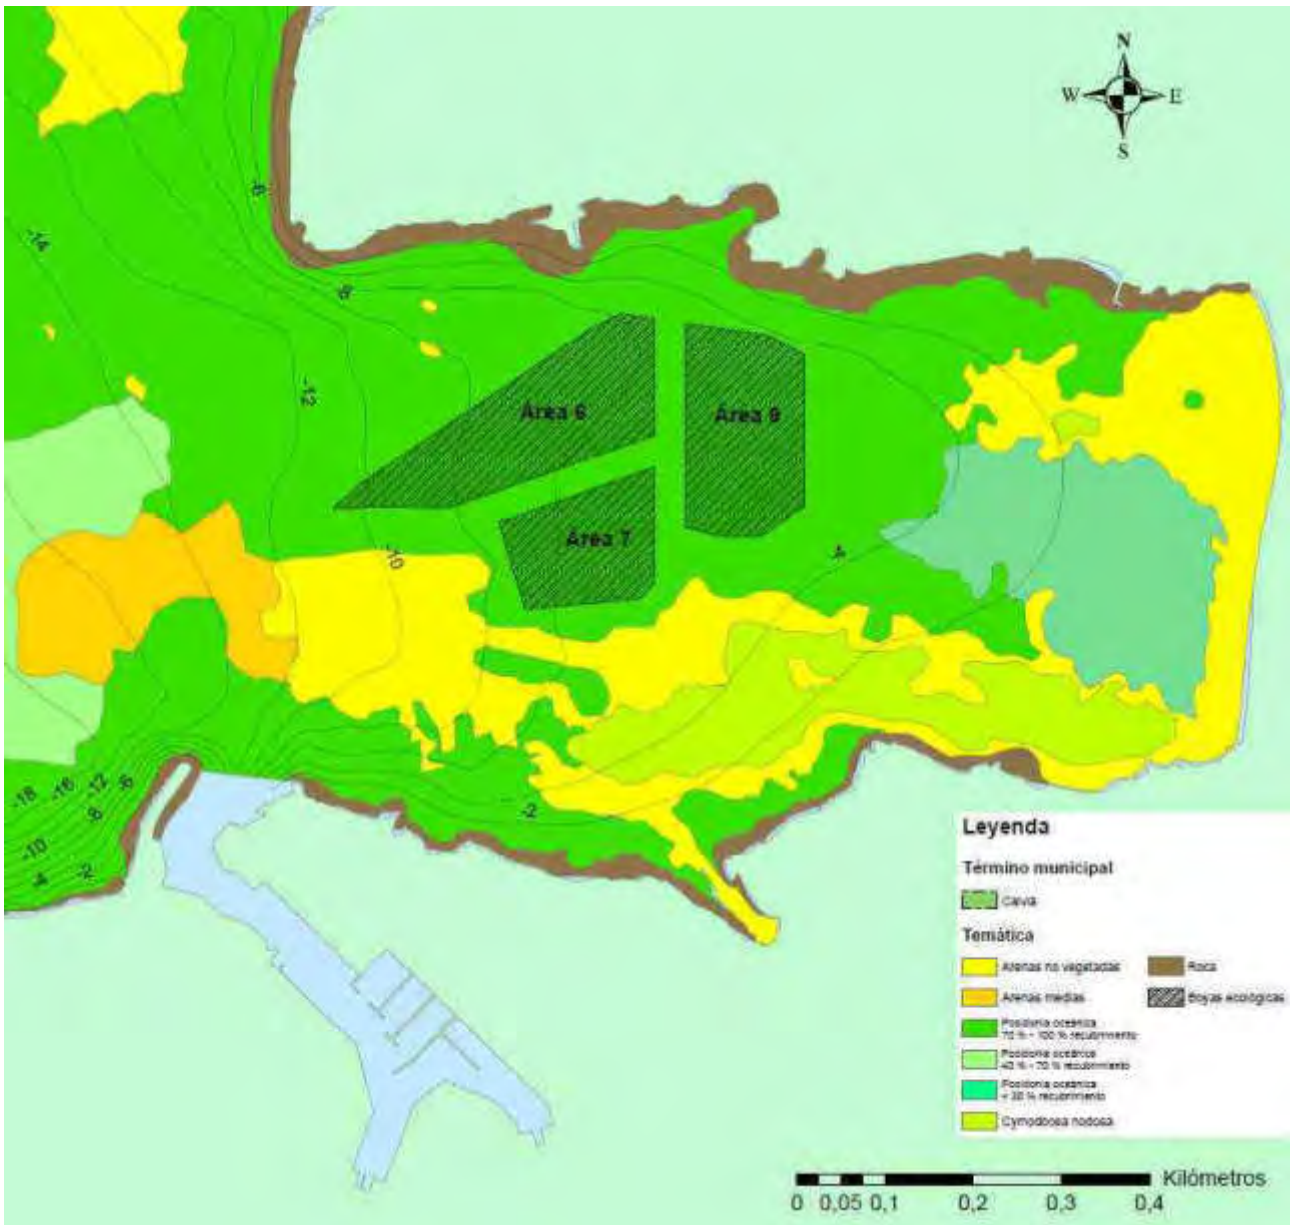 N
W E
S
-6
-14
-8
-12
Área 6
Área 9
Área 7
-4
-10
-18
-16
-12
-6
-8
-10
-4
-2
-2
Leyenda
Término municipal
Calvià
Temática
Arenas no vegetadas
Roca
Arenas medias
Boyas ecológicas
Posidonia oceánica
70 % - 100 % recubrimiento
Posidonia oceánica
40 % - 70 % recubrimiento
Posidonia oceánica
< 30 % recubrimiento
Cymodocea nodosa
Kilómetros
0 0,05 0,1 0,2 0,3 0,4